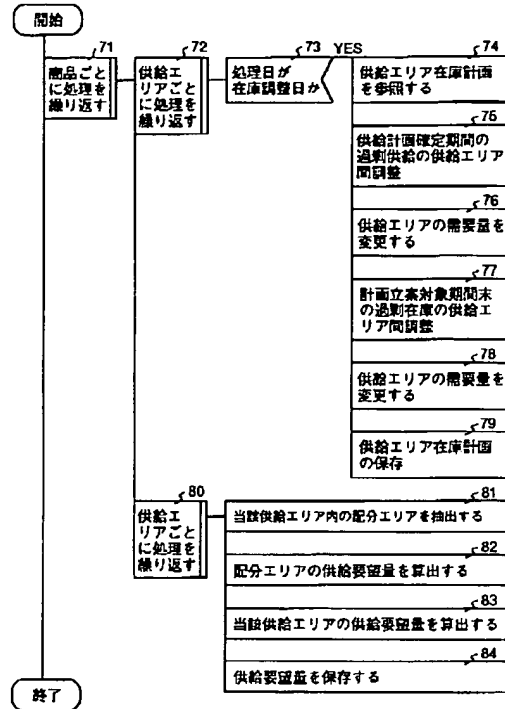 開始
71
商品ごと
に処理を
繰り返す
72
供給エ
リアごと
に処理を
繰り返す
73
処理日が
在庫調整日か
YES
74
供給エリア在庫計画
を参照する
75
供給計画確定期間の
過剰供給の供給エリア
間調整
76
供給エリアの需要量を
変更する
77
計画立案対象期間末
の過剰在庫の供給エ
リア間調整
78
供給エリアの需要量を
変更する
79
供給エリア在庫計画
の保存
80
供給エ
リアごと
に処理を
繰り返す
81
当該供給エリア内の配分エリアを抽出する
82
配分エリアの供給要望量を算出する
83
当該供給エリアの供給要望量を算出する
84
供給要望量を保存する
終了